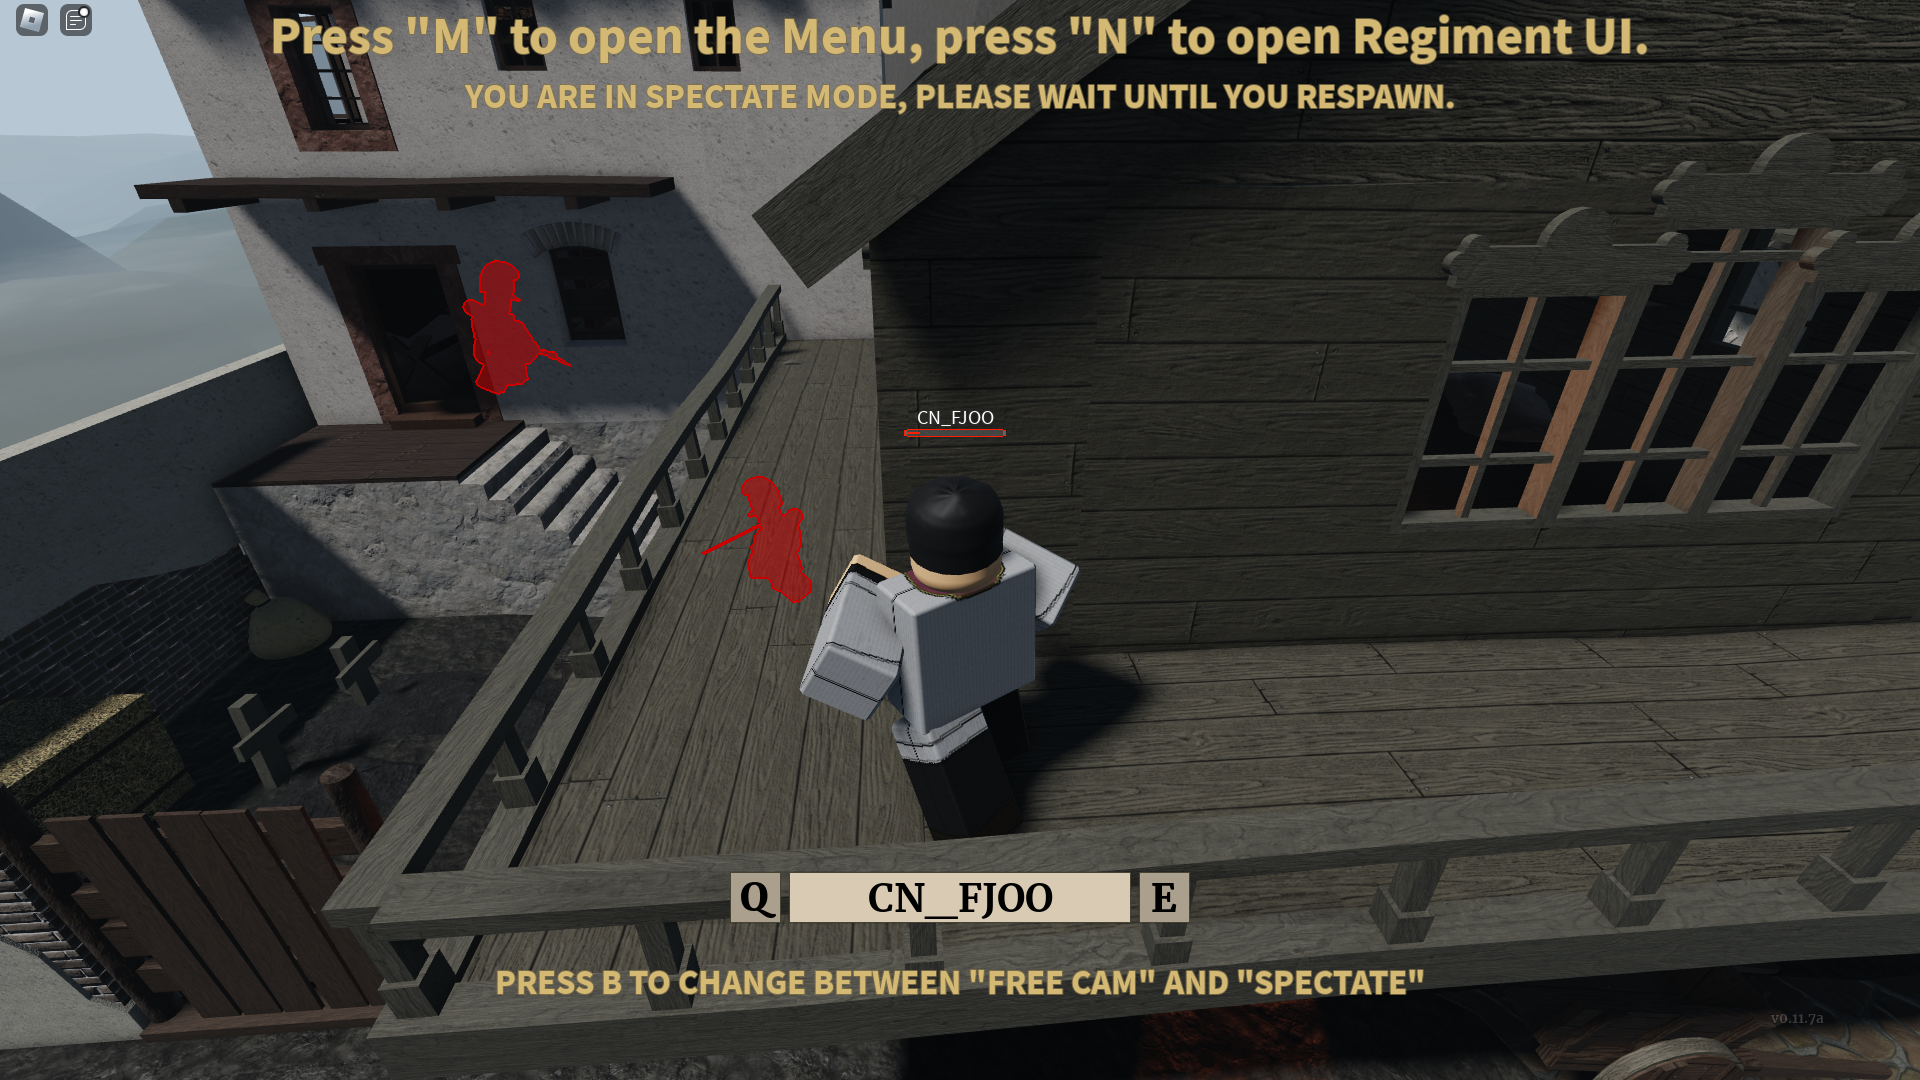 Press "M" to open the Menu, press "N" to open Regiment UI.
YOU ARE IN SPECTATE MODE, PLEASE WAIT UNTIL YOU RESPAWN.
CN_FJOO
Q CN__FJOO E
PRESS B TO CHANGE BETWEEN "FREE CAM" AND "SPECTATE"
v0.11.7a